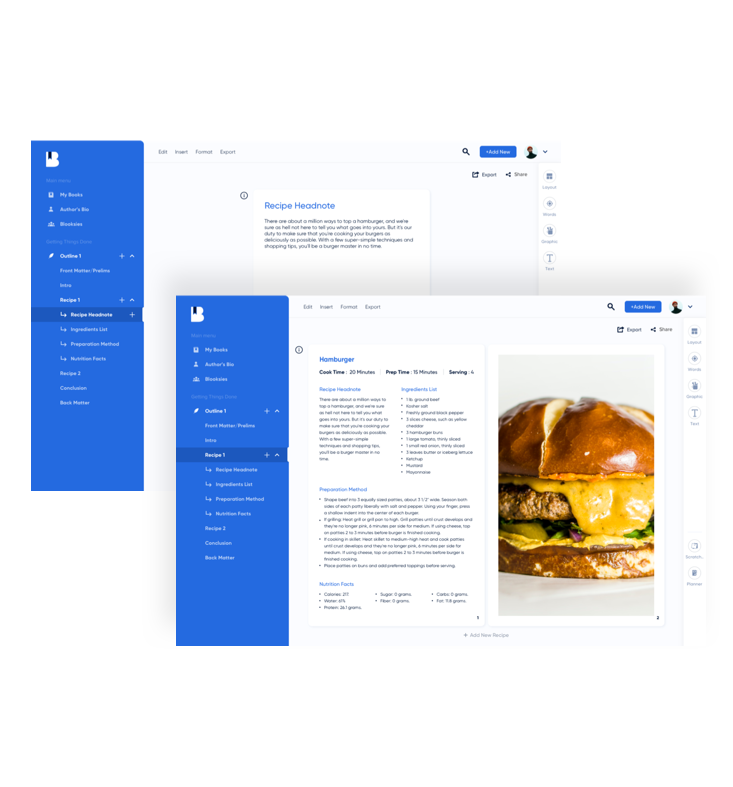 B
Main menu
My Books
Author's Bio
Blooksies
Getting Things Done
Outline 1
Front Matter/Prelims
Intro
Recipe 1
Recipe Headnote
Ingredients List
Preparation Method
Nutrition Facts
Recipe 2
Conclusion
Back Matter
Edit Insert Format Export
+Add New
Export Share
Recipe Headnote
There are about a million ways to top a hamburger, and we're
sure as hell not here to tell you what goes into yours. But it's our
duty to make sure that you're cooking your burgers as
deliciously as possible. With a few super-simple techniques and
shopping tips, you'll be a burger master in no time.
Layout
Words
Graphic
Text
B
Main menu
My Books
Author's Bio
Blooksies
Getting Things Done
Outline 1
Front Matter/Prelims
Intro
Recipe 1
Recipe Headnote
Ingredients List
Preparation Method
Nutrition Facts
Recipe 2
Conclusion
Back Matter
Edit Insert Format Export
+Add New
Export Share
Hamburger
Cook Time : 20 Minutes Prep Time : 15 Minutes Serving : 4
Recipe Headnote
There are about a million ways to
top a hamburger, and we're sure
as hell not here to tell you what
goes into yours. But it's our duty to
make sure that you're cooking your
burgers as deliciously as possible.
With a few super-simple
techniques and shopping tips,
you'll be a burger master in no
time.
Ingredients List
1 lb. ground beef
Kosher salt
Freshly ground black pepper
3 slices cheese, such as yellow
cheddar
3 hamburger buns
1 large tomato, thinly sliced
1 small red onion, thinly sliced
3 leaves butter or iceberg lettuce
Ketchup
Mustard
Mayonnaise
Preparation Method
Shape beef into 3 equally sized patties, about 3 1/2" wide. Season both
sides of each patty liberally with salt and pepper. Using your finger, press
a shallow indent into the center of each burger.
If grilling: Heat grill or grill pan to high. Grill patties until crust develops and
they're no longer pink, 6 minutes per side for medium. If using cheese, top
on patties 2 to 3 minutes before burger is finished cooking.
If cooking in skillet: Heat skillet to medium-high heat and cook patties
until crust develops and they're no longer pink, 6 minutes per side for
medium. If using cheese, top on patties 2 to 3 minutes before burger is
finished cooking.
Place patties on buns and add preferred toppings before serving.
Nutrition Facts
Calories: 217. Sugar: 0 grams. Carbs: 0 grams.
Water: 61%. Fiber: 0 grams. Fat: 11.8 grams.
Protein: 26.1 grams.
1
2
+ Add New Recipe
Layout
Words
Graphic
Text
Planner